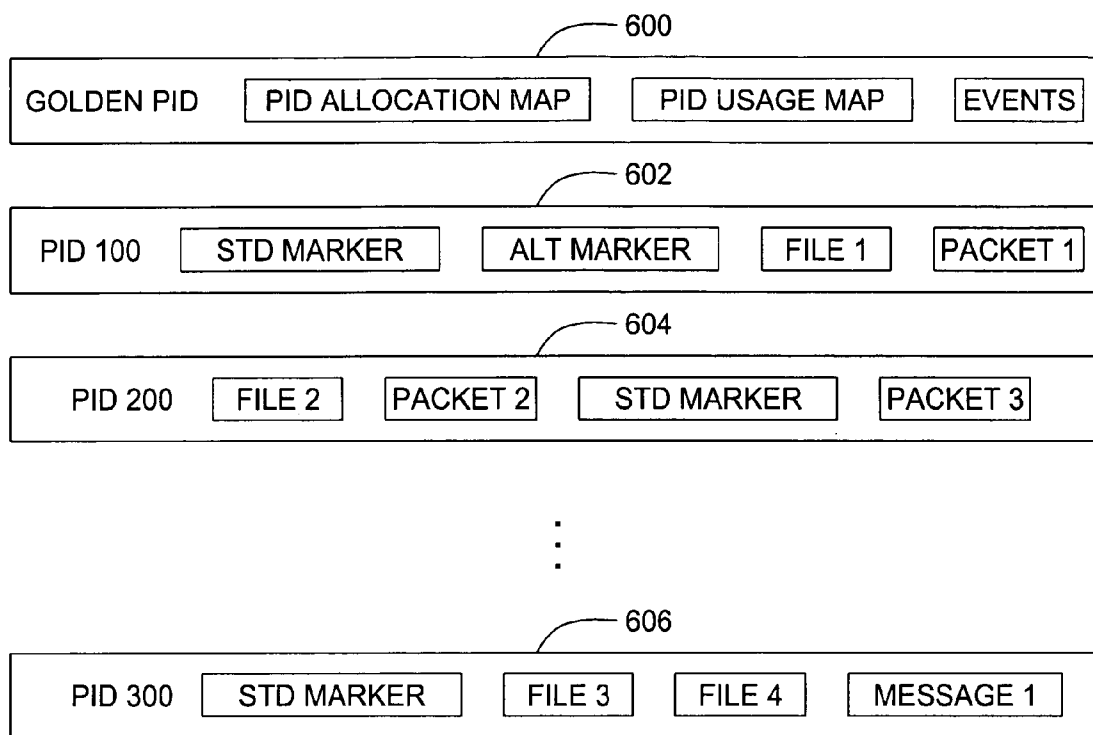 600
GOLDEN PID PID ALLOCATION MAP PID USAGE MAP EVENTS
602
PID 100 STD MARKER ALT MARKER FILE 1 PACKET 1
604
PID 200 FILE 2 PACKET 2 STD MARKER PACKET 3
606
PID 300 STD MARKER FILE 3 FILE 4 MESSAGE 1